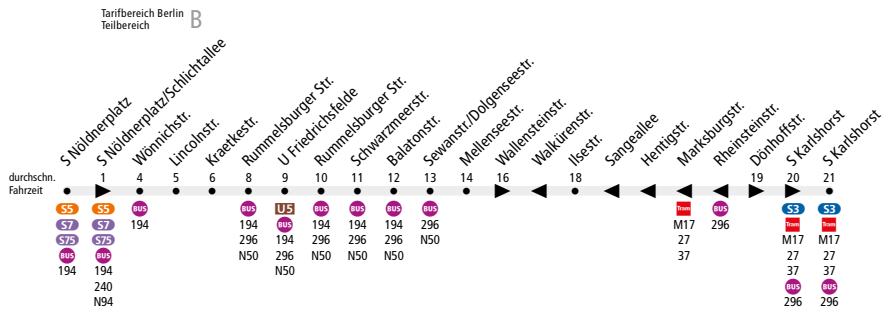 Tarifbereich Berlin
Teilbereich
B
S Nöldnerplatz
S Nöldnerplatz/Schlichtallee
Wönnichstr.
Lincolnstr.
Kraetkestr.
Rummelsburger Str.
U Friedrichsfelde
Rummelsburger Str.
Schwarzmeerstr.
Balatonstr.
Sewanstr./Dolgenseestr.
Mellenseestr.
Wallensteinstr.
Walkürenstr.
Ilsestr.
Sangeallee
Hentigstr.
Marksburgstr.
Rheinsteinstr.
Dönhoffstr.
S Karlshorst
S Karlshorst
durchschn.
Fahrzeit
1 4 5 6 8 9 10 11 12 13 14 16 18 19 20 21
S5 S5 BUS BUS U5 BUS BUS BUS BUS Tram BUS S3 S3
S7 S7 194 194 BUS 194 194 194 296 M17 296 Tram Tram
S75 S75 296 194 296 296 296 N50 27 M17 M17
BUS BUS N50 296 N50 N50 N50 37 27 27
194 194 N50 37 37
240 BUS BUS
N94 296 296